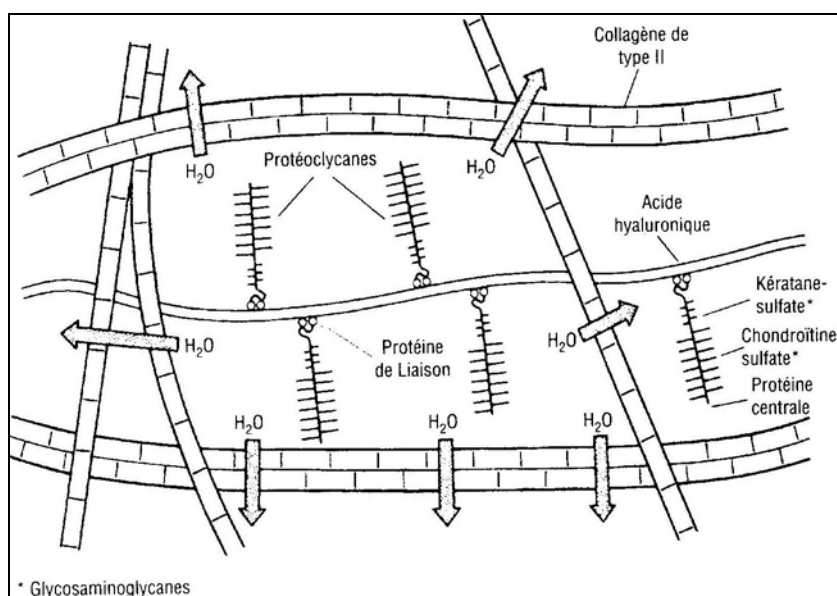 Collagène de
type II
H₂O
Protéoclycanes
H₂O
Acide
hyaluronique
Kératane-
sulfate*
H₂O
Protéine
de Liaison
H₂O
Chondroïtine
sulfate*
Protéine
centrale
H₂O
H₂O
H₂O
* Glycosaminoglycanes